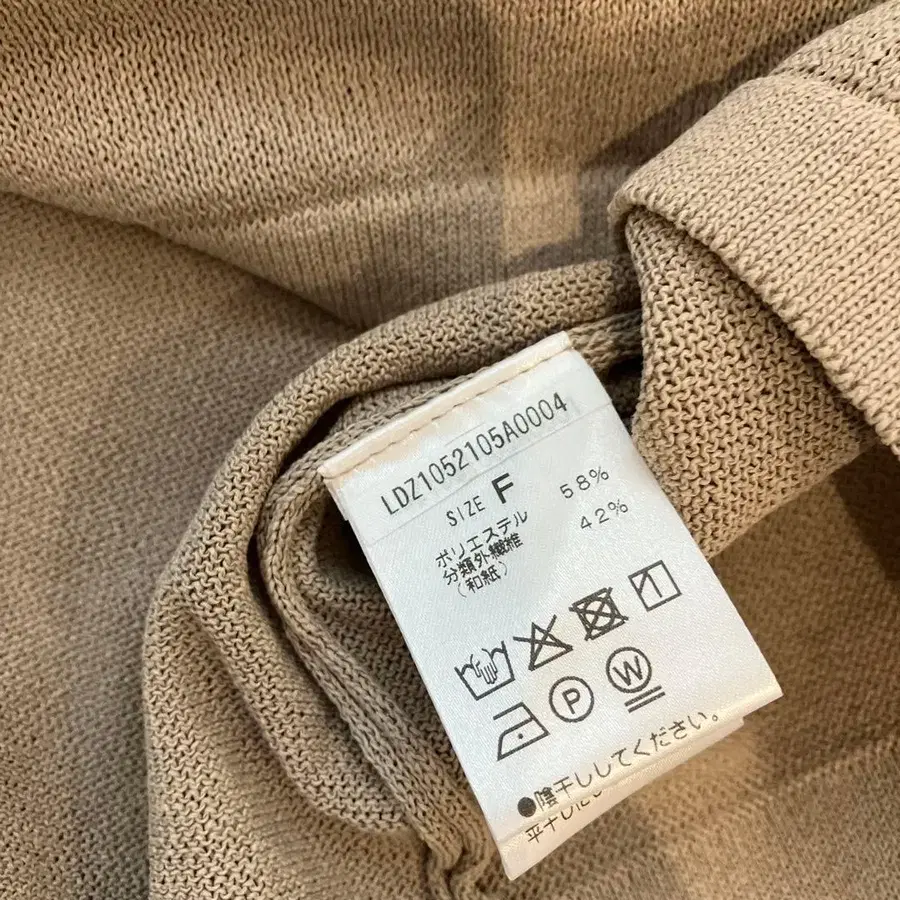 LDZ1052105A0004
SIZE F
ポリエステル 58%
分類外繊維 42%
(和紙)
P W
●陰干ししてください。